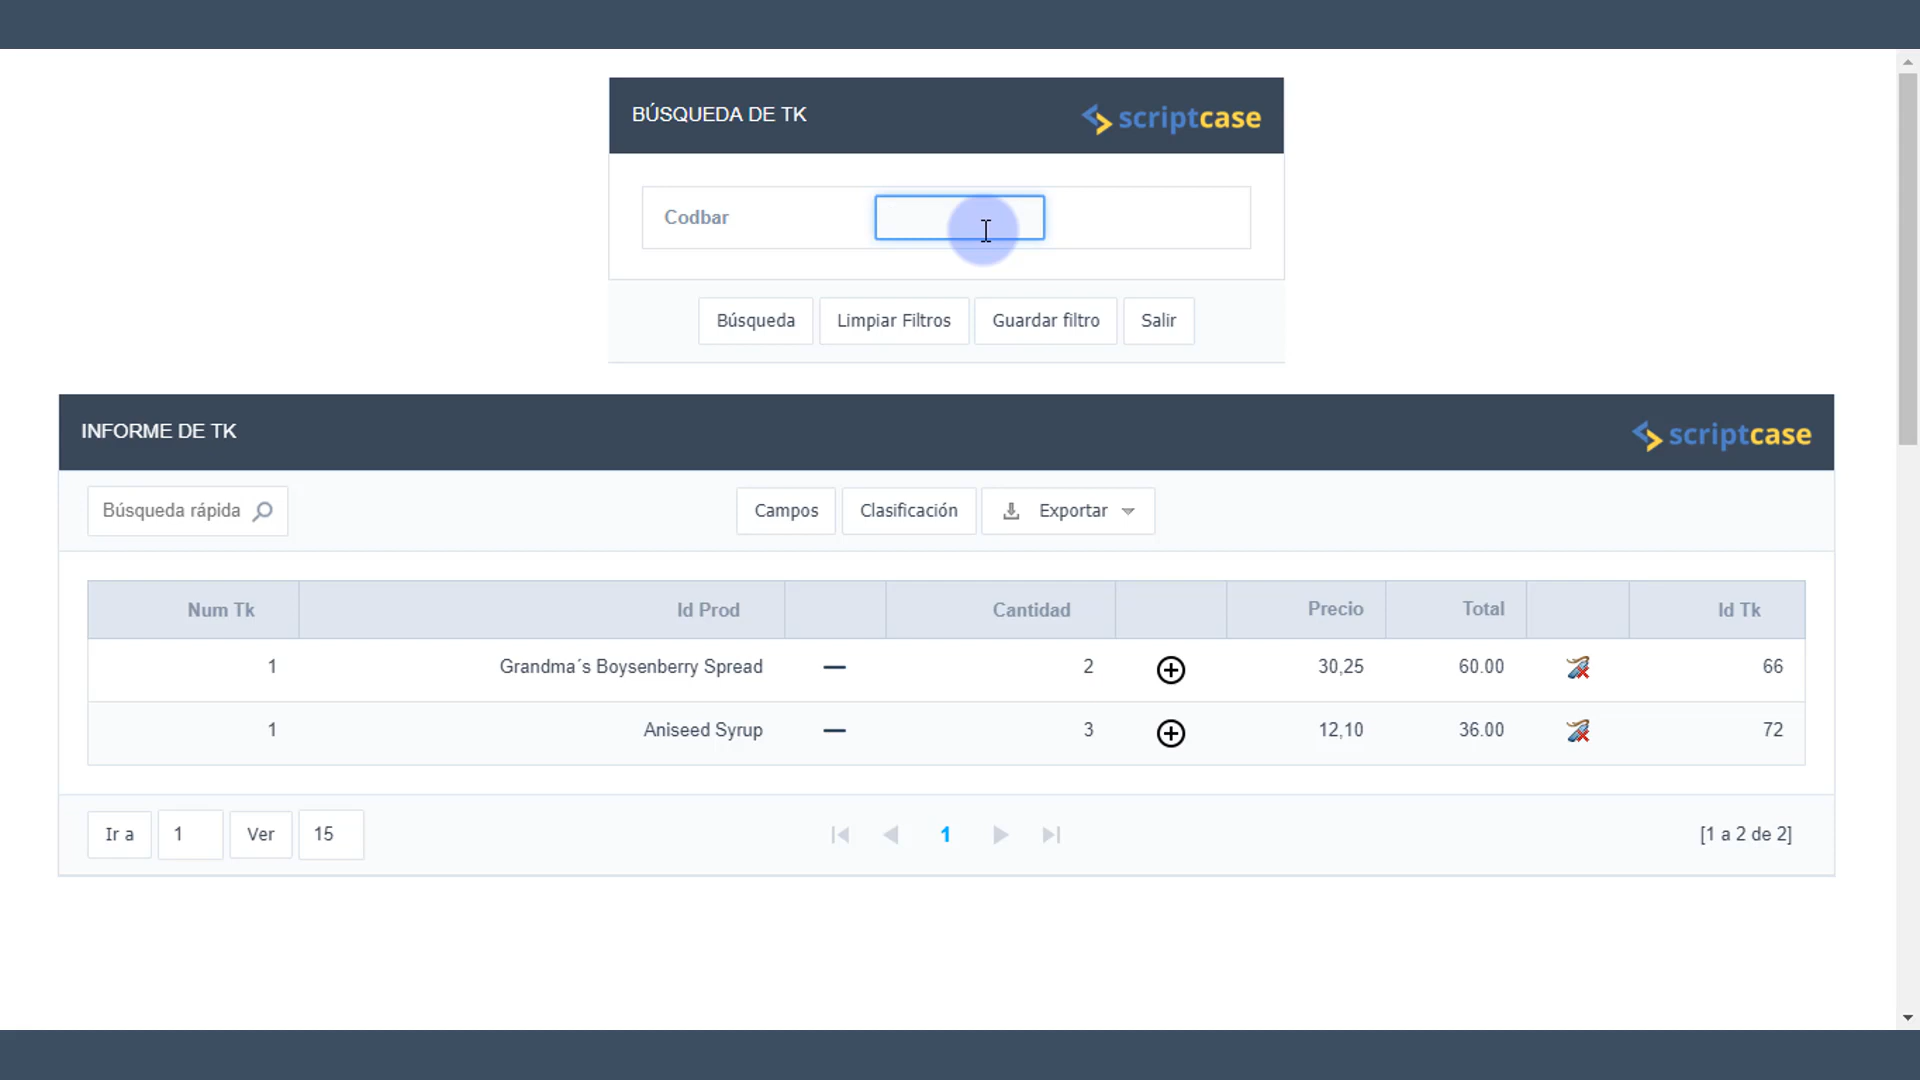 BÚSQUEDA DE TK
scriptcase
Codbar
Búsqueda Limpiar Filtros Guardar filtro Salir
INFORME DE TK
scriptcase
Búsqueda rápida Campos Clasificación Exportar
Num Tk Id Prod Cantidad Precio Total Id Tk
1 Grandma´s Boysenberry Spread 2 30,25 60.00 66
1 Aniseed Syrup 3 12,10 36.00 72
Ir a 1 Ver 15 1 [1 a 2 de 2]